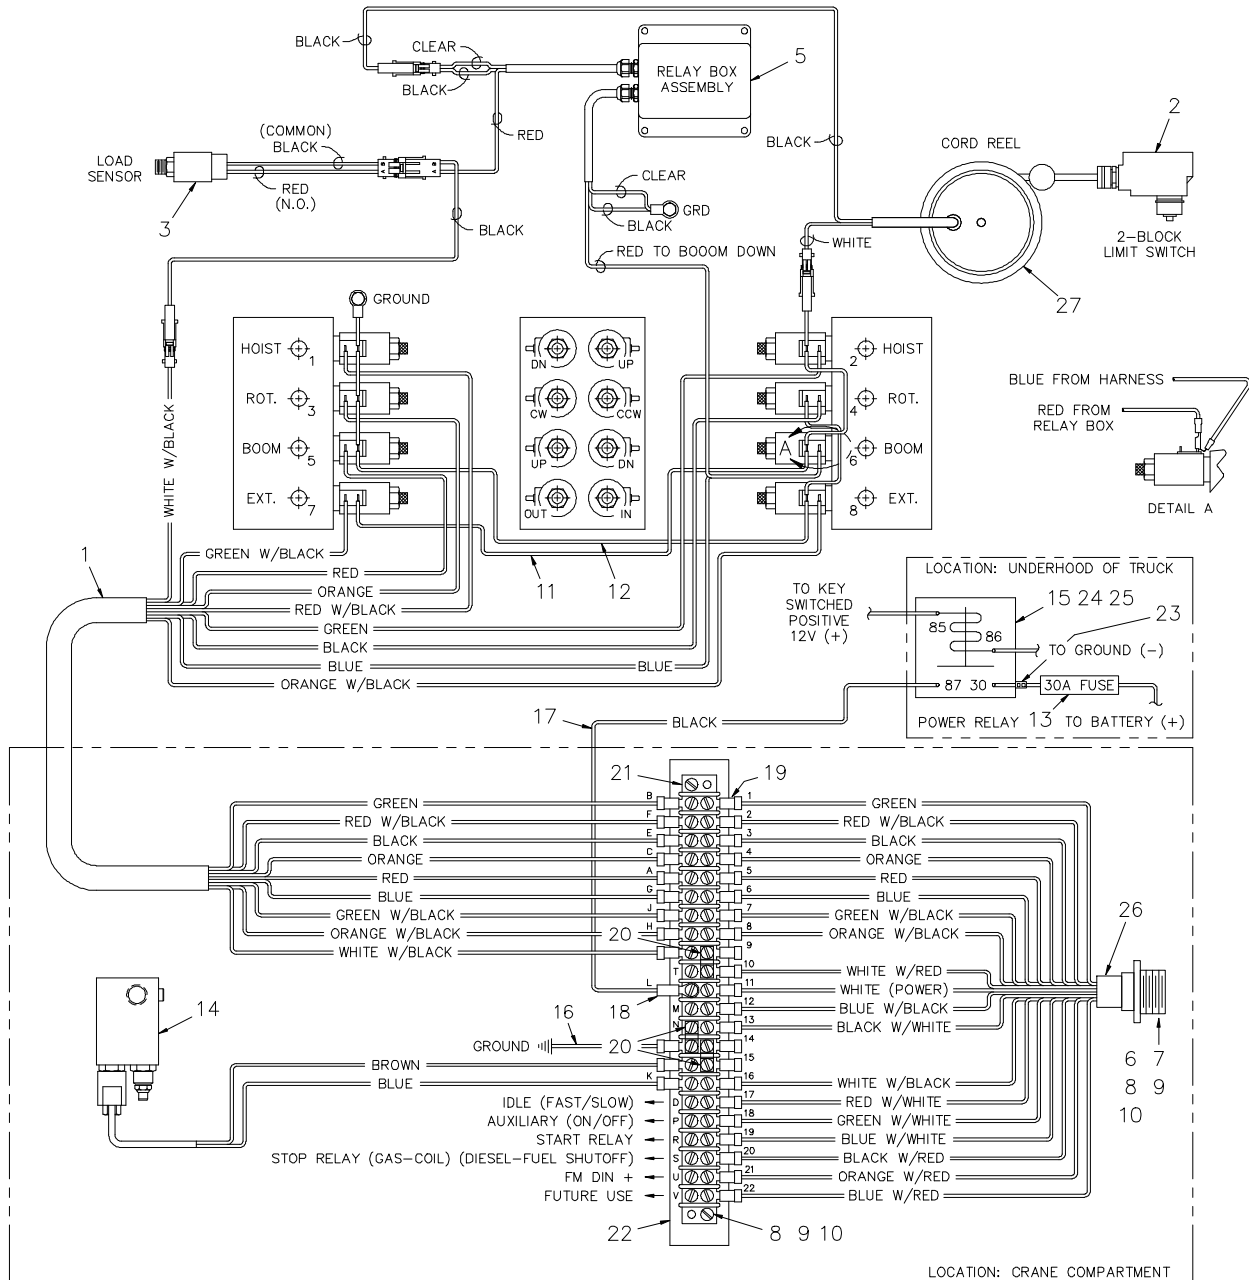 BLACK
CLEAR
BLACK
RELAY BOX
ASSEMBLY
5
RED
BLACK
2
(COMMON)
BLACK
LOAD
SENSOR
RED
(N.O.)
3
CORD REEL
CLEAR
GRD
BLACK
BLACK
WHITE
2-BLOCK
LIMIT SWITCH
RED TO BOOOM DOWN
27
GROUND
HOIST 1
ROT. 3
BOOM 5
EXT. 7
DN UP
CW CCW
UP DN
OUT IN
2 HOIST
4 ROT.
A 6 BOOM
8 EXT.
BLUE FROM HARNESS
RED FROM
RELAY BOX
DETAIL A
WHITE W/BLACK
1
GREEN W/BLACK
RED
ORANGE
RED W/BLACK
GREEN
BLACK
BLUE
BLUE
ORANGE W/BLACK
11
12
LOCATION: UNDERHOOD OF TRUCK
TO KEY
SWITCHED
POSITIVE
12V (+)
85
86
15 24 25
23
TO GROUND (-)
87 30
30A FUSE
POWER RELAY
13
TO BATTERY (+)
17
BLACK
21
19
B 1
F 2
E 3
C 4
A 5
G 6
J 7
H 8
9
T 10
L 11
M 12
N 13
14
15
K 16
D 17
P 18
R 19
S 20
U 21
V 22
GREEN
RED W/BLACK
BLACK
ORANGE
RED
BLUE
GREEN W/BLACK
ORANGE W/BLACK
WHITE W/BLACK
20
18
16
GROUND
20
BROWN
BLUE
14
IDLE (FAST/SLOW)
AUXILIARY (ON/OFF)
START RELAY
STOP RELAY (GAS-COIL) (DIESEL-FUEL SHUTOFF)
FM DIN +
FUTURE USE
22
8 9 10
GREEN
RED W/BLACK
BLACK
ORANGE
RED
BLUE
GREEN W/BLACK
ORANGE W/BLACK
WHITE W/RED
WHITE (POWER)
BLUE W/BLACK
BLACK W/WHITE
WHITE W/BLACK
RED W/WHITE
GREEN W/WHITE
BLUE W/WHITE
BLACK W/RED
ORANGE W/RED
BLUE W/RED
26
6 7
8 9
10
LOCATION: CRANE COMPARTMENT